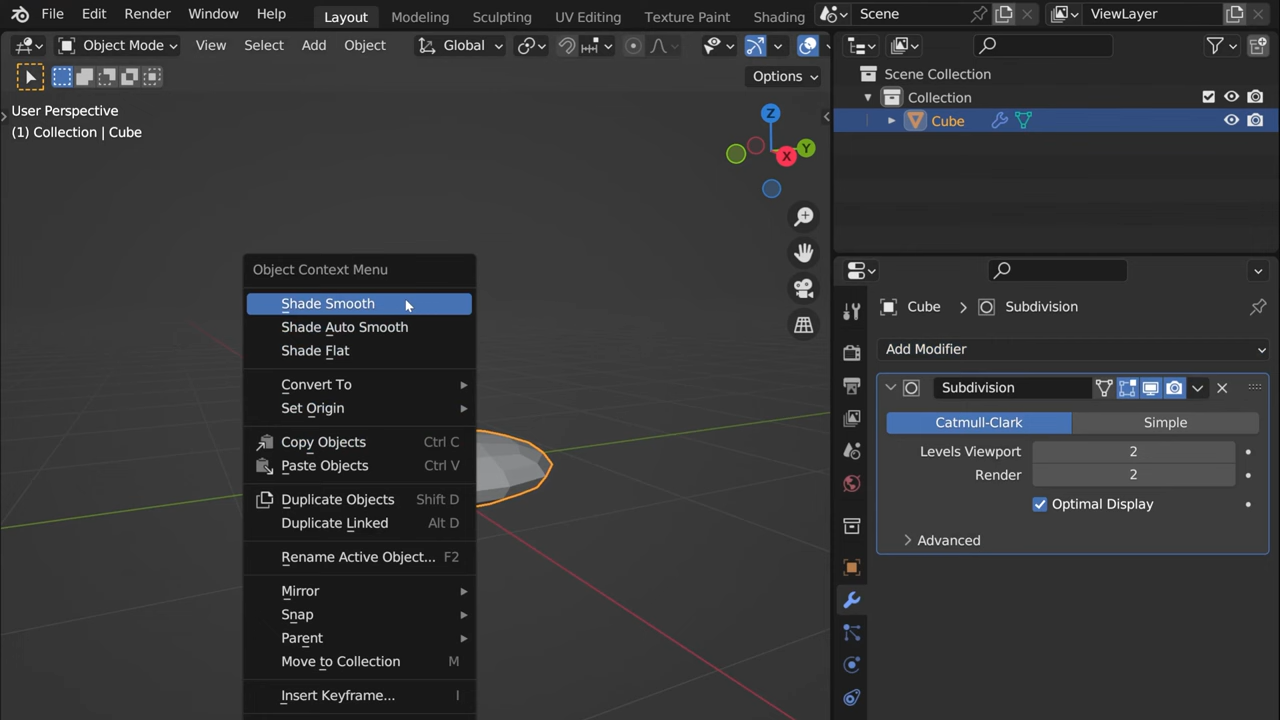 File Edit Render Window Help Layout Modeling Sculpting UV Editing Texture Paint Shading Scene ViewLayer
Object Mode View Select Add Object Global
Options
User Perspective
(1) Collection | Cube
Z
Y
X
Scene Collection
Collection
Cube
Object Context Menu
Shade Smooth
Shade Auto Smooth
Shade Flat
Convert To
Set Origin
Copy Objects Ctrl C
Paste Objects Ctrl V
Duplicate Objects Shift D
Duplicate Linked Alt D
Rename Active Object... F2
Mirror
Snap
Parent
Move to Collection M
Insert Keyframe... I
Cube Subdivision
Add Modifier
Subdivision
Catmull-Clark Simple
Levels Viewport 2
Render 2
Optimal Display
Advanced